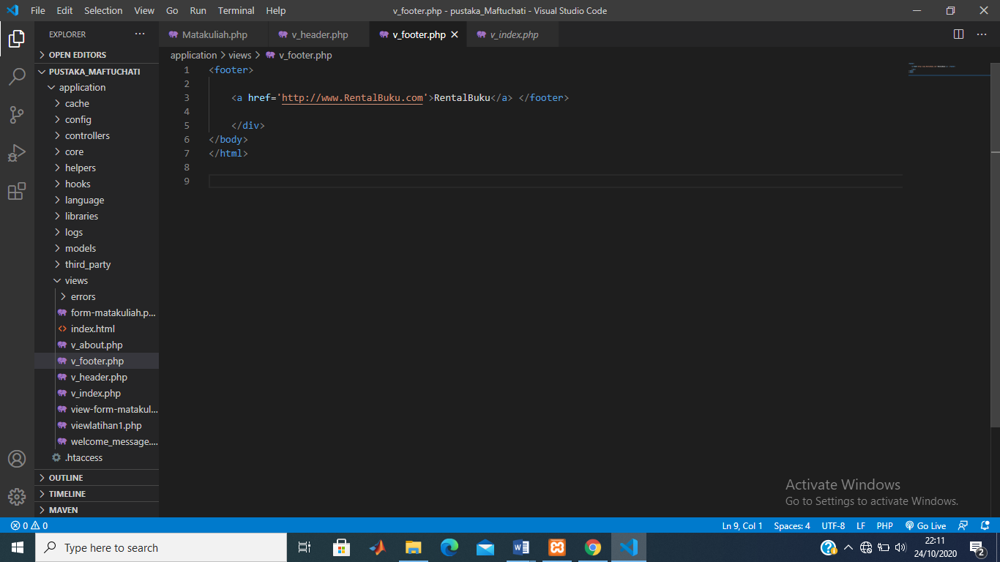 File Edit Selection View Go Run Terminal Help
v_footer.php - pustaka_Maftuchati - Visual Studio Code
EXPLORER
OPEN EDITORS
PUSTAKA_MAFTUCHATI
application
cache
config
controllers
core
helpers
hooks
language
libraries
logs
models
third_party
views
errors
form-matakuliah.p...
index.html
v_about.php
v_footer.php
v_header.php
v_index.php
view-form-matakul...
viewlatihan1.php
welcome_message....
.htaccess
OUTLINE
TIMELINE
MAVEN
Matakuliah.php v_header.php v_footer.php v_index.php
application > views > v_footer.php
1 <footer>
2
3 <a href='http://www.RentalBuku.com'>RentalBuku</a> </footer>
4
5 </div>
6 </body>
7 </html>
8
9
Activate Windows
Go to Settings to activate Windows.
0 0 Ln 9, Col 1 Spaces: 4 UTF-8 LF PHP Go Live
Type here to search
22:11
24/10/2020
2